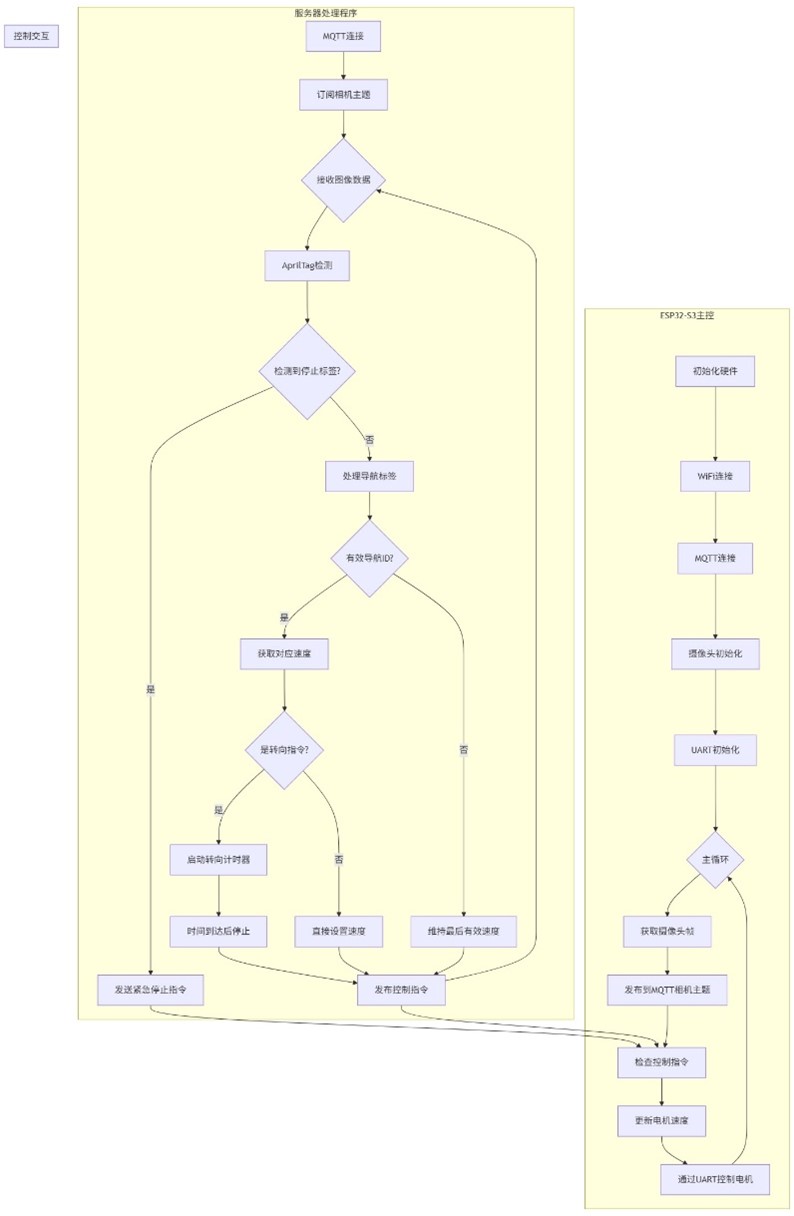 控制交互
服务器处理程序
MQTT连接
订阅相机主题
接收图像数据
AprilTag检测
检测到停止标签?
否
处理导航标签
有效导航ID?
是
获取对应速度
是
否
是转向指令?
是
否
启动转向计时器
时间到达后停止
直接设置速度
维持最后有效速度
发送紧急停止指令
发布控制指令
ESP32-S3主控
初始化硬件
WiFi连接
MQTT连接
摄像头初始化
UART初始化
主循环
获取摄像头帧
发布到MQTT相机主题
检查控制指令
更新电机速度
通过UART控制电机